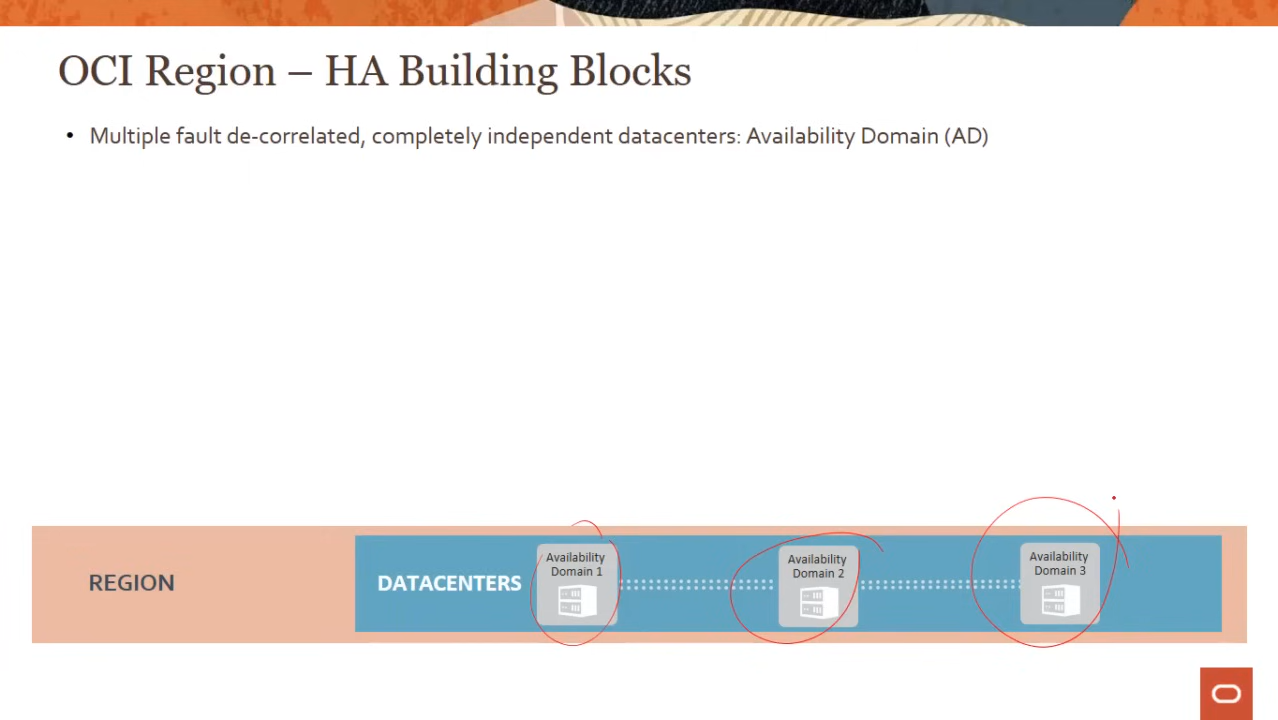 OCI Region – HA Building Blocks
• Multiple fault de-correlated, completely independent datacenters: Availability Domain (AD)
REGION
DATACENTERS
Availability
Domain 1
Availability
Domain 2
Availability
Domain 3